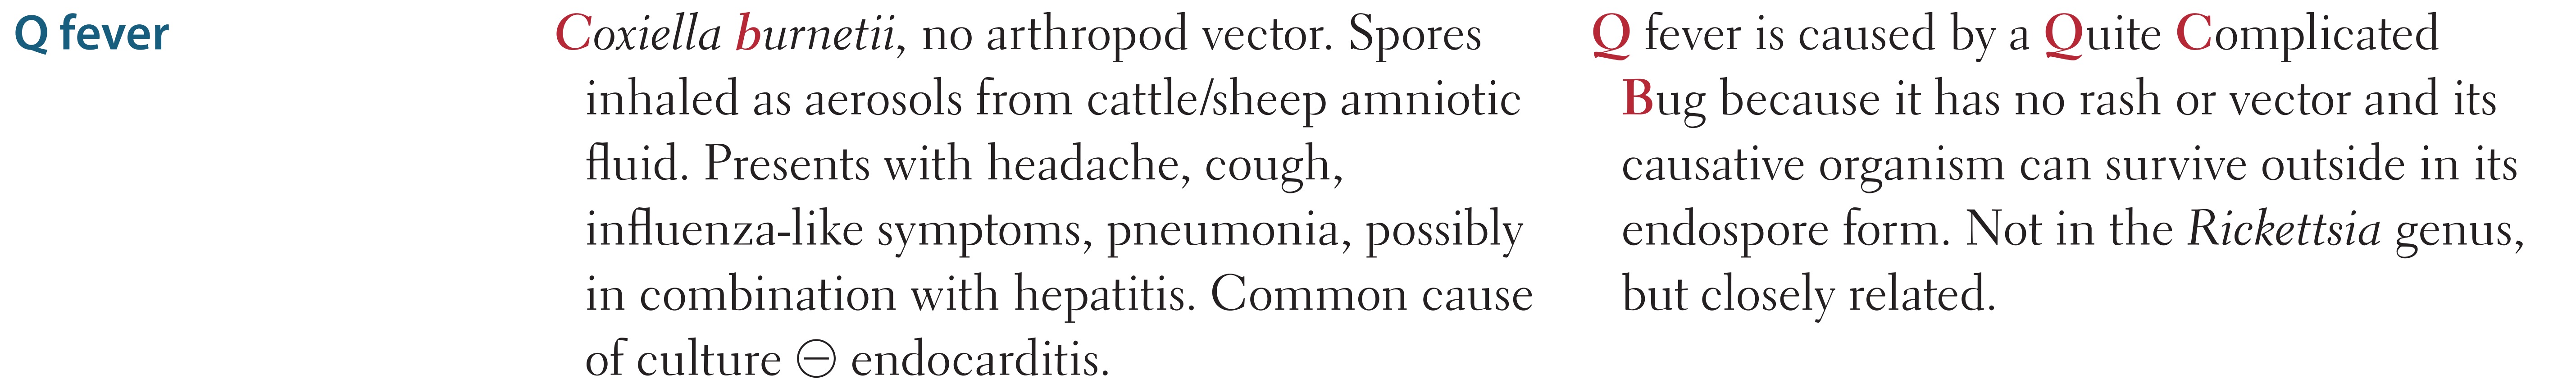 Q fever
Coxiella burnetii, no arthropod vector. Spores
inhaled as aerosols from cattle/sheep amniotic
fluid. Presents with headache, cough,
influenza-like symptoms, pneumonia, possibly
in combination with hepatitis. Common cause
of culture ⊖ endocarditis.
Q fever is caused by a Quite Complicated
Bug because it has no rash or vector and its
causative organism can survive outside in its
endospore form. Not in the Rickettsia genus,
but closely related.